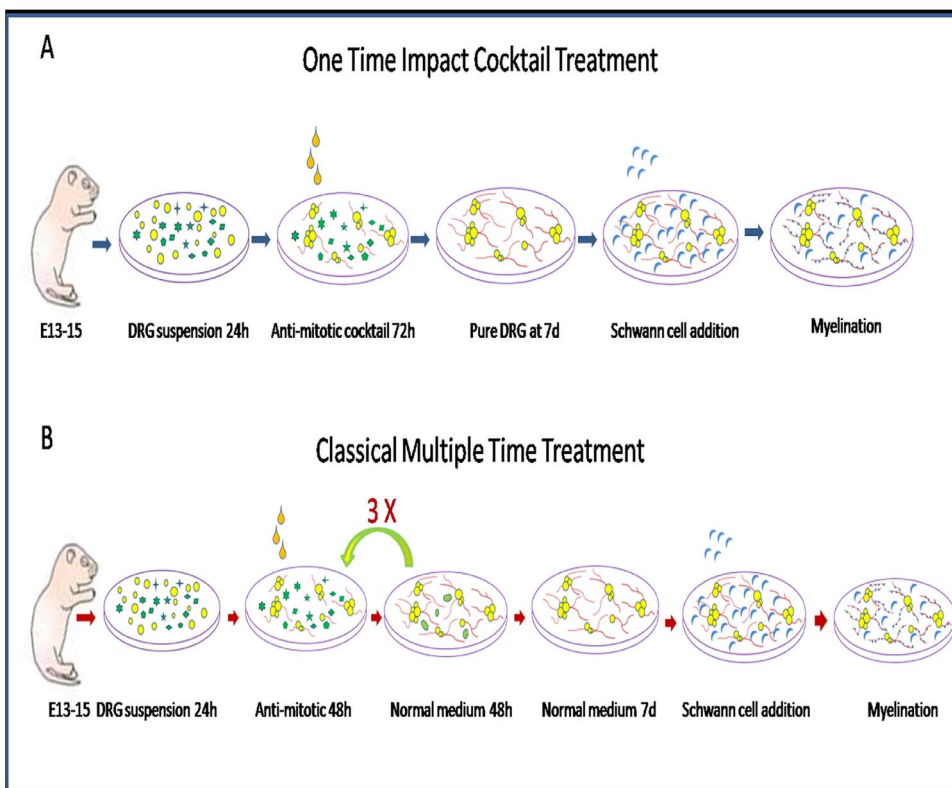 A
One Time Impact Cocktail Treatment
E13-15
DRG suspension 24h
Anti-mitotic cocktail 72h
Pure DRG at 7d
Schwann cell addition
Myelination
B
Classical Multiple Time Treatment
3 X
E13-15
DRG suspension 24h
Anti-mitotic 48h
Normal medium 48h
Normal medium 7d
Schwann cell addition
Myelination